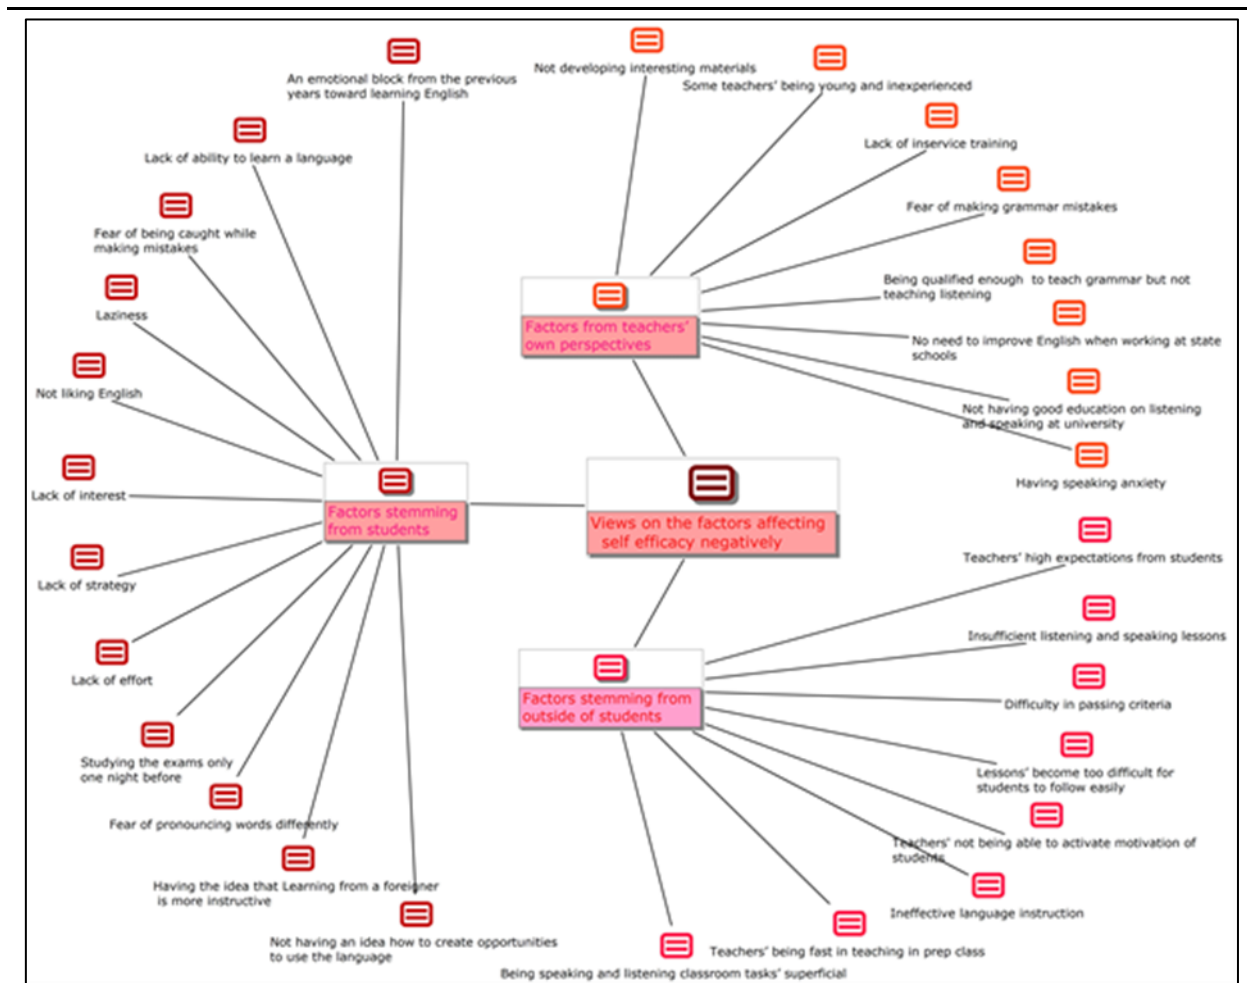 An emotional block from the previous
years toward learning English
Lack of ability to learn a language
Fear of being caught while
making mistakes
Laziness
Not liking English
Lack of interest
Lack of strategy
Lack of effort
Studying the exams only
one night before
Fear of pronouncing words differently
Having the idea that Learning from a foreigner
is more instructive
Not having an idea how to create opportunities
to use the language
Factors stemming
from students
Views on the factors affecting
self efficacy negatively
Factors from teachers'
own perspectives
Not developing interesting materials
Some teachers' being young and inexperienced
Lack of inservice training
Fear of making grammar mistakes
Being qualified enough to teach grammar but not
teaching listening
No need to improve English when working at state
schools
Not having good education on listening
and speaking at university
Having speaking anxiety
Factors stemming from
outside of students
Teachers' high expectations from students
Insufficient listening and speaking lessons
Difficulty in passing criteria
Lessons' become too difficult for
students to follow easily
Teachers' not being able to activate motivation of
students
Ineffective language instruction
Teachers' being fast in teaching in prep class
Being speaking and listening classroom tasks' superficial